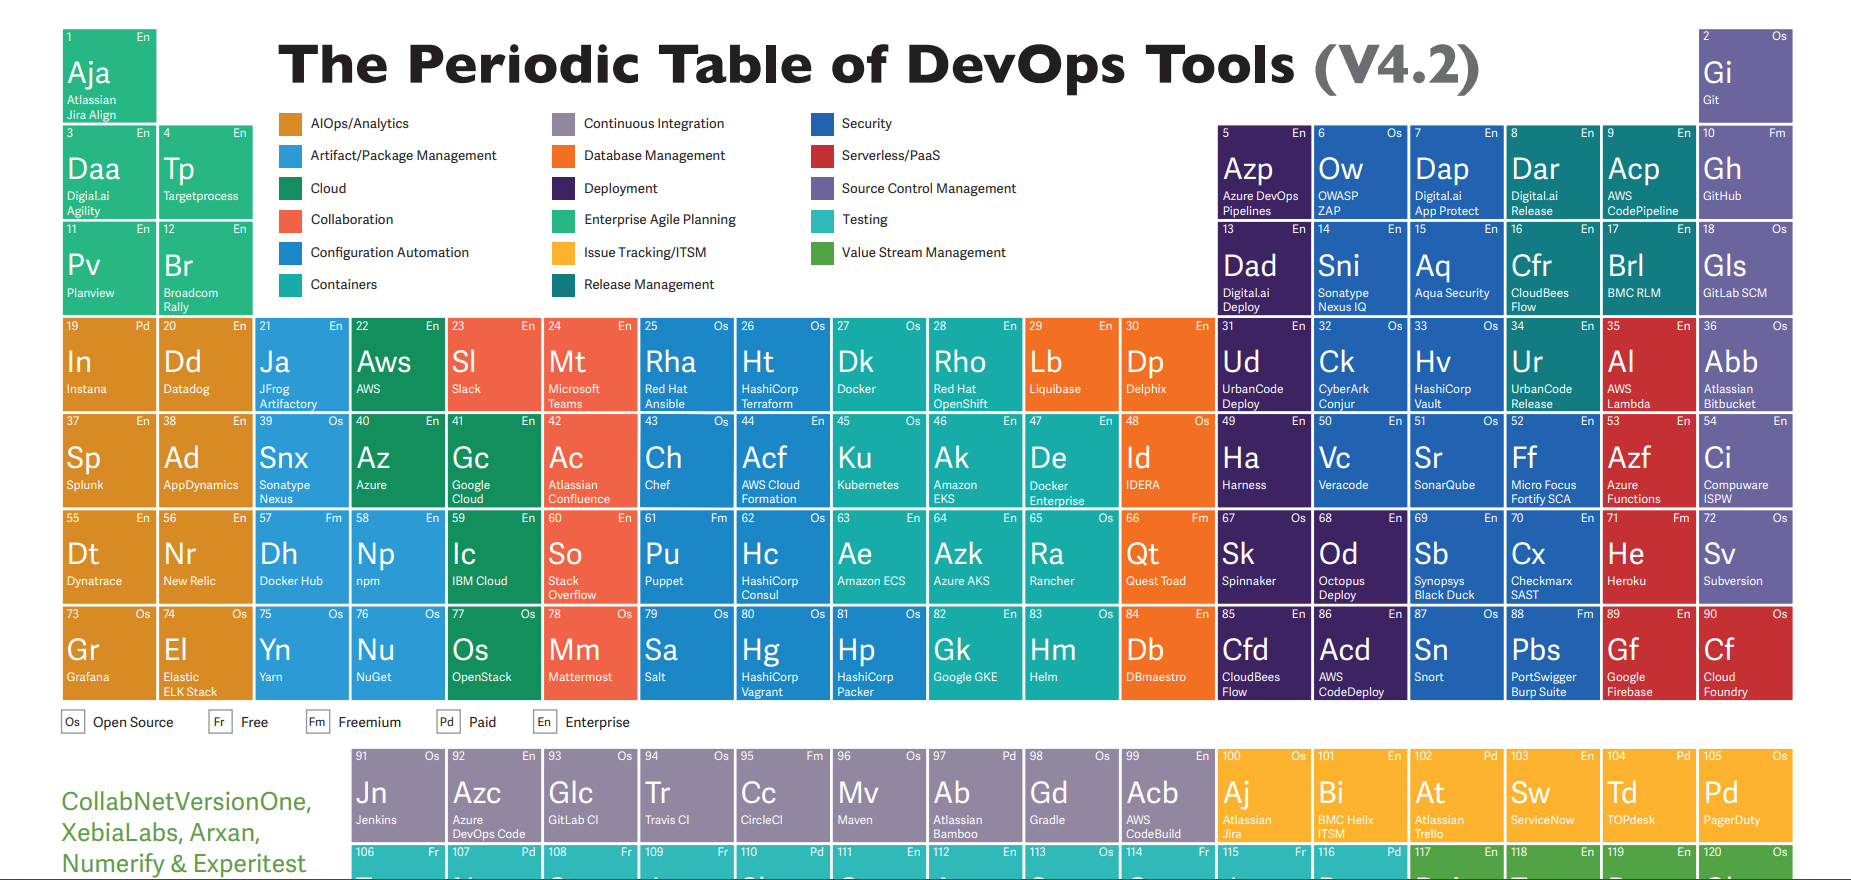 1 En
Aja
Atlassian
Jira Align
The Periodic Table of DevOps Tools (V4.2)
2 Os
Gi
Git
AIOps/Analytics
Artifact/Package Management
Cloud
Collaboration
Configuration Automation
Containers
Continuous Integration
Database Management
Deployment
Enterprise Agile Planning
Issue Tracking/ITSM
Release Management
Security
Serverless/PaaS
Source Control Management
Testing
Value Stream Management
3 En
Daa
Digial.ai
Agility
4 En
Tp
Targetprocess
5 En
Azp
Azure DevOps
Pipelines
6 Os
Ow
OWASP
ZAP
7 En
Dap
Digital.ai
App Protect
8 En
Dar
Digital.ai
Release
9 En
Acp
AWS
CodePipeline
10 Fm
Gh
GitHub
11 En
Pv
Planview
12 En
Br
Broadcom
Rally
13 En
Dad
Digital.ai
Deploy
14 En
Sni
Sonatype
Nexus IQ
15 En
Aq
Aqua Security
16 En
Cfr
CloudBees
Flow
17 En
Brl
BMC RLM
18 Os
Gls
GitLab SCM
19 Pd
In
Instana
20 En
Dd
Datadog
21 En
Ja
JFrog
Artifactory
22 En
Aws
AWS
23 En
Sl
Slack
24 En
Mt
Microsoft
Teams
25 Os
Rha
Red Hat
Ansible
26 Os
Ht
HashiCorp
Terraform
27 Os
Dk
Docker
28 En
Rho
Red Hat
OpenShift
29 En
Lb
Liquibase
30 En
Dp
Delphix
31 En
Ud
UrbanCode
Deploy
32 Os
Ck
CyberArk
Conjur
33 Os
Hv
HashiCorp
Vault
34 En
Ur
UrbanCode
Release
35 En
Al
AWS
Lambda
36 Os
Abb
Atlassian
Bitbucket
37 En
Sp
Splunk
38 En
Ad
AppDynamics
39 Os
Snx
Sonatype
Nexus
40 En
Az
Azure
41 En
Gc
Google
Cloud
42 En
Ac
Atlassian
Confluence
43 Os
Ch
Chef
44 En
Acf
AWS Cloud
Formation
45 Os
Ku
Kubernetes
46 En
Ak
Amazon
EKS
47 En
De
Docker
Enterprise
48 Os
Id
IDERA
49 En
Ha
Harness
50 En
Vc
Veracode
51 Os
Sr
SonarQube
52 En
Ff
Micro Focus
Fortify SCA
53 En
Azf
Azure
Functions
54 En
Ci
Compuware
ISPW
55 En
Dt
Dynatrace
56 En
Nr
New Relic
57 Fm
Dh
Docker Hub
58 En
Np
npm
59 En
Ic
IBM Cloud
60 En
So
Stack
Overflow
61 Fm
Pu
Puppet
62 Os
Hc
HashiCorp
Consul
63 En
Ae
Amazon ECS
64 En
Azk
Azure AKS
65 Os
Ra
Rancher
66 Fm
Qt
Quest Toad
67 Os
Sk
Spinnaker
68 En
Od
Octopus
Deploy
69 En
Sb
Synopsys
Black Duck
70 En
Cx
Checkmarx
SAST
71 Fm
He
Heroku
72 Os
Sv
Subversion
73 Os
Gr
Grafana
74 Os
El
Elastic
ELK Stack
75 Os
Yn
Yarn
76 Os
Nu
NuGet
77 Os
Os
OpenStack
78 Os
Mm
Mattermost
79 Os
Sa
Salt
80 Os
Hg
HashiCorp
Vagrant
81 Os
Hp
HashiCorp
Packer
82 En
Gk
Google GKE
83 Os
Hm
Helm
84 En
Db
DBmaestro
85 En
Cfd
CloudBees
Flow
86 En
Acd
AWS
CodeDeploy
87 Os
Sn
Snort
88 Fm
Pbs
PortSwigger
Burp Suite
89 En
Gf
Google
Firebase
90 Os
Cf
Cloud
Foundry
Os Open Source Fr Free Fm Freemium Pd Paid En Enterprise
91 Os
Jn
Jenkins
92 En
Azc
Azure
DevOps Code
93 Os
Glc
GitLab CI
94 Os
Tr
Travis CI
95 Fm
Cc
CircleCI
96 Os
Mv
Maven
97 Pd
Ab
Atlassian
Bamboo
98 Os
Gd
Gradle
99 En
Acb
AWS
CodeBuild
100 Os
Aj
Atlassian
Jira
101 En
Bi
BMC Helix
ITSM
102 Pd
At
Atlassian
Trello
103 En
Sw
ServiceNow
104 Pd
Td
TOPdesk
105 Os
Pd
PagerDuty
CollabNetVersionOne,
XebiaLabs, Arxan,
Numerify & Experitest
106 Fr
107 Pd
108 Fr
109 Fr
110 Pd
111 En
112 En
113 Os
114 Fr
115 Fr
116 Pd
117 En
118 En
119 En
120 Os